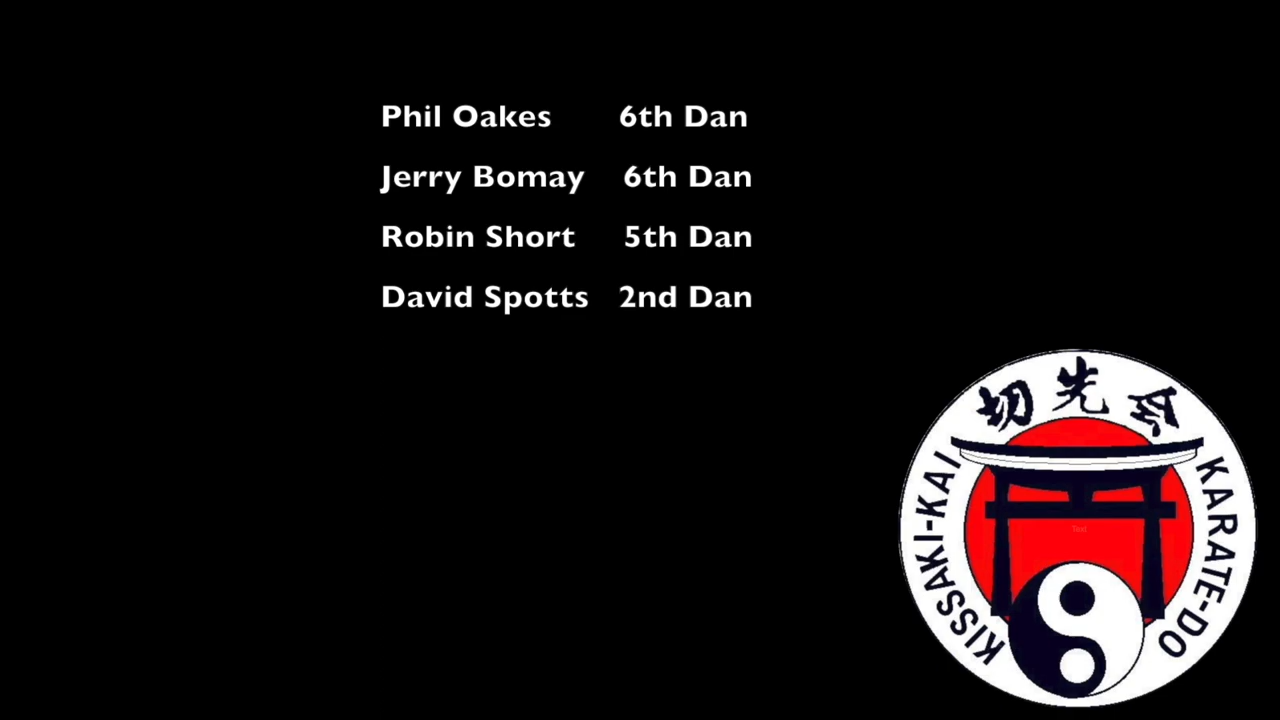 Phil Oakes 6th Dan
Jerry Bomay 6th Dan
Robin Short 5th Dan
David Spotts 2nd Dan
切先会
KISSAKI-KAI
KARATE-DO